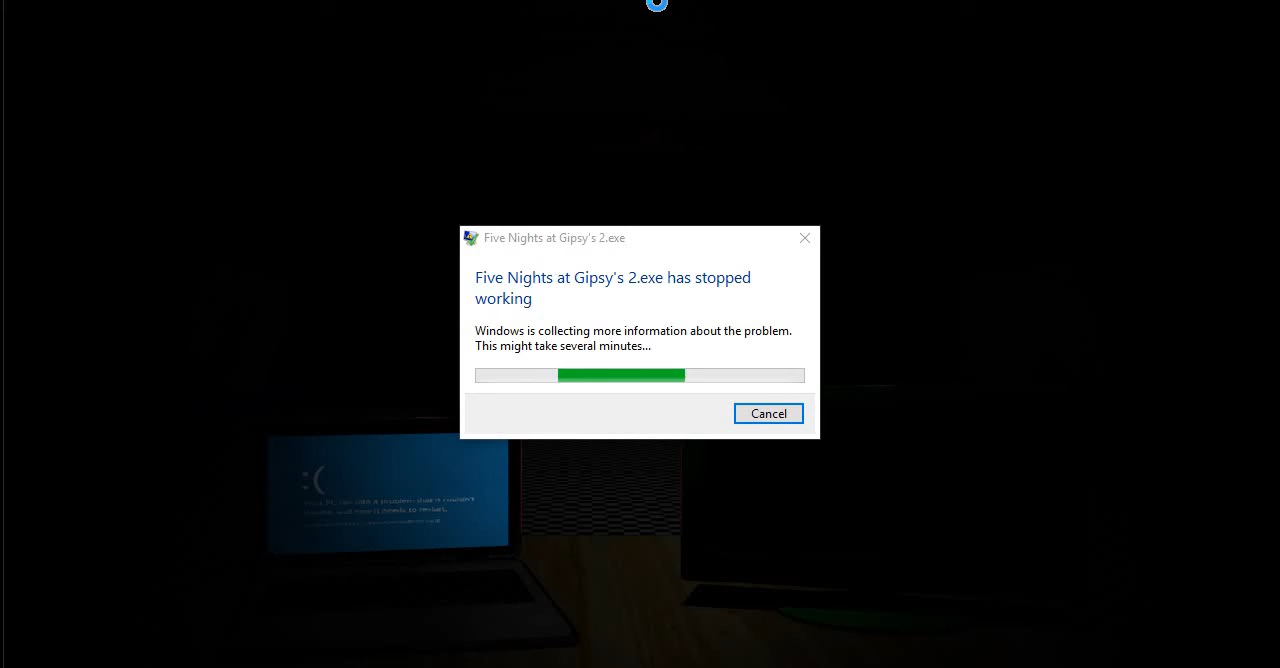 Five Nights at Gipsy's 2.exe
Five Nights at Gipsy's 2.exe has stopped
working
Windows is collecting more information about the problem.
This might take several minutes...
Cancel
:(